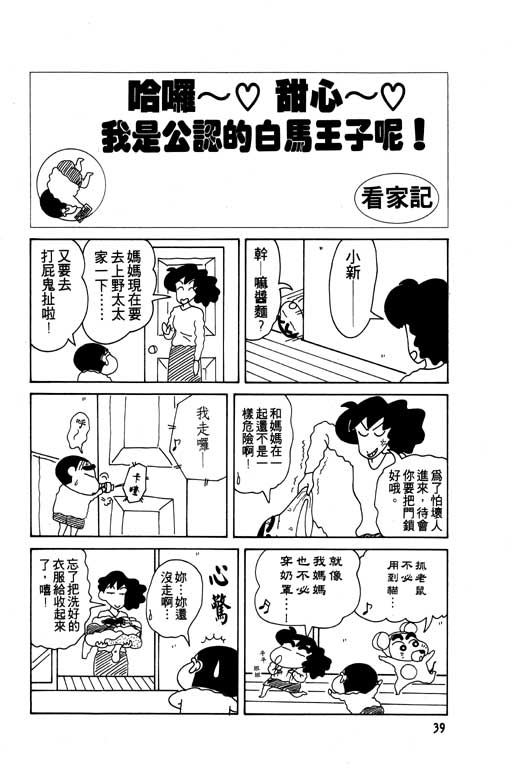 哈囉～♡ 甜心～♡
我是公認的白馬王子呢！
看家記
小新──
幹─嘛醬麵？
媽媽現在要
去上野太太
家一下……
又要去
打屁鬼扯啦！
為了怕壞人
進來，待會
你要把門鎖
好哦。
和媽媽在一
起還不是一
樣危險啊！
我走囉──
卡嚓
呼
抓老鼠
不必
用到貓…
就像
我媽媽
也不必
穿奶罩……
心驚
妳…妳還
沒走啊…
忘了把洗好的
衣服給收起來
了，嘻！
39